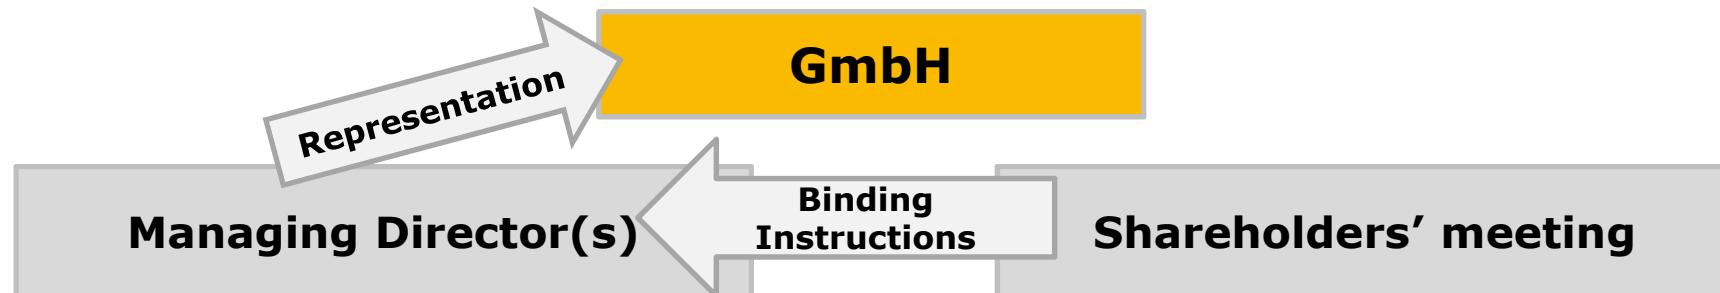 GmbH
Representation
Managing Director(s)
Binding
Instructions
Shareholders’ meeting